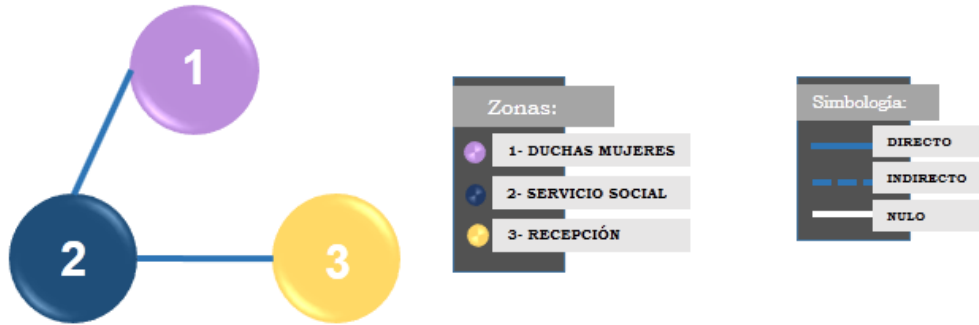 1
2
3
Zonas:
1- DUCHAS MUJERES
2- SERVICIO SOCIAL
3- RECEPCIÓN
Simbología:
DIRECTO
INDIRECTO
NULO